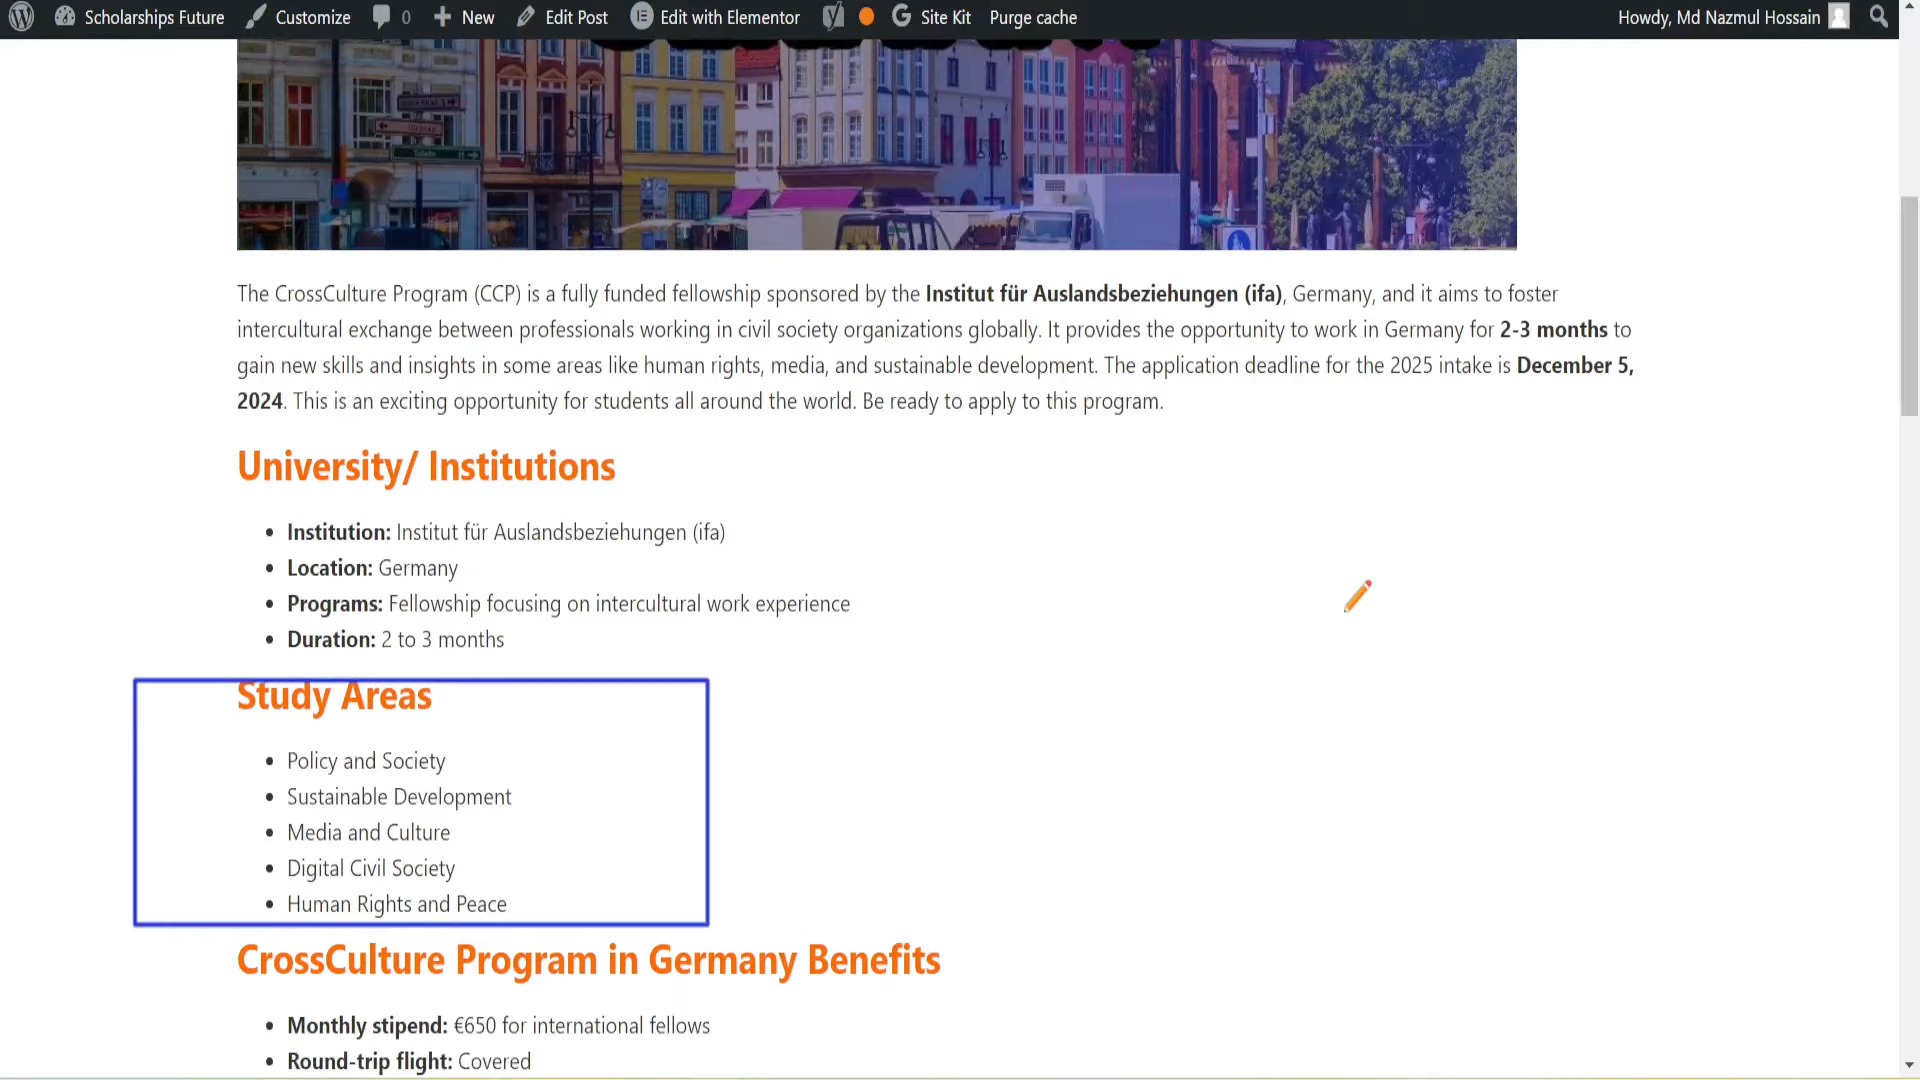 Scholarships Future Customize 0 New Edit Post Edit with Elementor Site Kit Purge cache Howdy, Md Nazmul Hossain
The CrossCulture Program (CCP) is a fully funded fellowship sponsored by the Institut für Auslandsbeziehungen (ifa), Germany, and it aims to foster
intercultural exchange between professionals working in civil society organizations globally. It provides the opportunity to work in Germany for 2-3 months to
gain new skills and insights in some areas like human rights, media, and sustainable development. The application deadline for the 2025 intake is December 5,
2024. This is an exciting opportunity for students all around the world. Be ready to apply to this program.
University/ Institutions
• Institution: Institut für Auslandsbeziehungen (ifa)
• Location: Germany
• Programs: Fellowship focusing on intercultural work experience
• Duration: 2 to 3 months
Study Areas
• Policy and Society
• Sustainable Development
• Media and Culture
• Digital Civil Society
• Human Rights and Peace
CrossCulture Program in Germany Benefits
• Monthly stipend: €650 for international fellows
• Round-trip flight: Covered